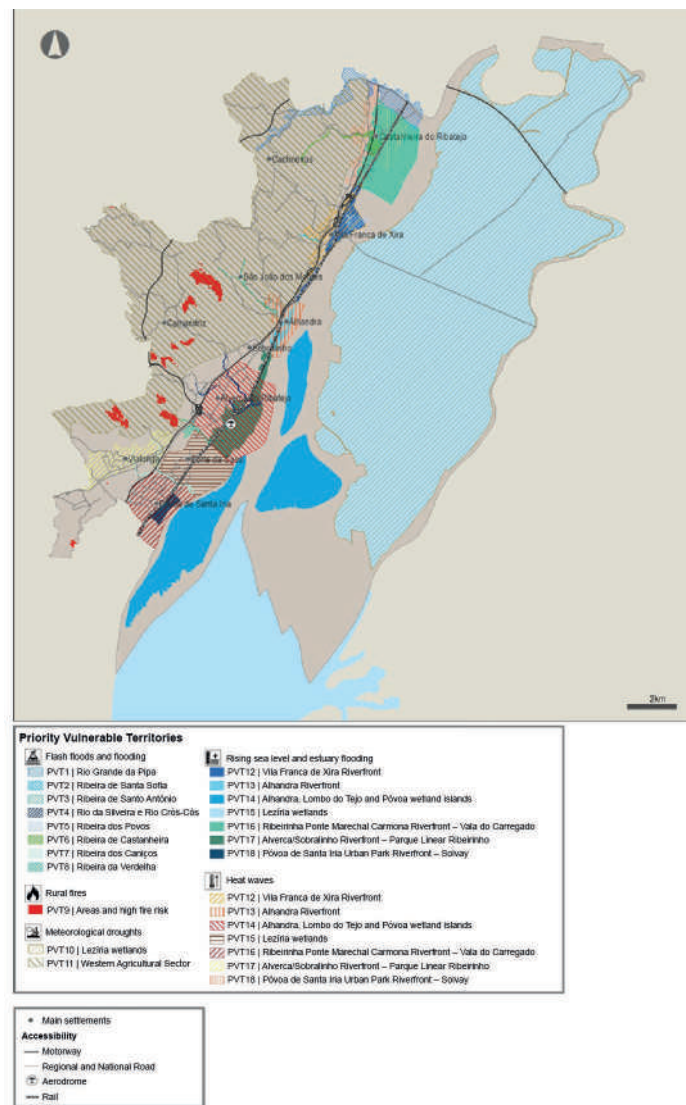 Castanheira do Ribatejo
Cachoeiras
Vila Franca de Xira
São João dos Montes
Calhandriz
Alhandra
Sobralinho
Alverca do Ribatejo
Vialonga
Póvoa de Santa Iria
2km
Priority Vulnerable Territories
Flash floods and flooding
PVT1 | Rio Grande da Pipa
PVT2 | Ribeira de Santa Sofia
PVT3 | Ribeira de Santo António
PVT4 | Rio da Silveira e Rio Crós-Cós
PVT5 | Ribeira dos Povos
PVT6 | Ribeira de Castanheira
PVT7 | Ribeira dos Caniços
PVT8 | Ribeira da Verdelha
Rural fires
PVT9 | Areas and high fire risk
Meteorological droughts
PVT10 | Lezíria wetlands
PVT11 | Western Agricultural Sector
Rising sea level and estuary flooding
PVT12 | Vila Franca de Xira Riverfront
PVT13 | Alhandra Riverfront
PVT14 | Alhandra, Lombo do Tejo and Póvoa wetland islands
PVT15 | Lezíria wetlands
PVT16 | Ribeirinha Ponte Marechal Carmona Riverfront – Vala do Carregado
PVT17 | Alverca/Sobralinho Riverfront – Parque Linear Ribeirinho
PVT18 | Póvoa de Santa Iria Urban Park Riverfront – Solvay
Heat waves
PVT12 | Vila Franca de Xira Riverfront
PVT13 | Alhandra Riverfront
PVT14 | Alhandra, Lombo do Tejo and Póvoa wetland islands
PVT15 | Lezíria wetlands
PVT16 | Ribeirinha Ponte Marechal Carmona Riverfront – Vala do Carregado
PVT17 | Alverca/Sobralinho Riverfront – Parque Linear Ribeirinho
PVT18 | Póvoa de Santa Iria Urban Park Riverfront – Solvay
Main settlements
Accessibility
Motorway
Regional and National Road
Aerodrome
Rail